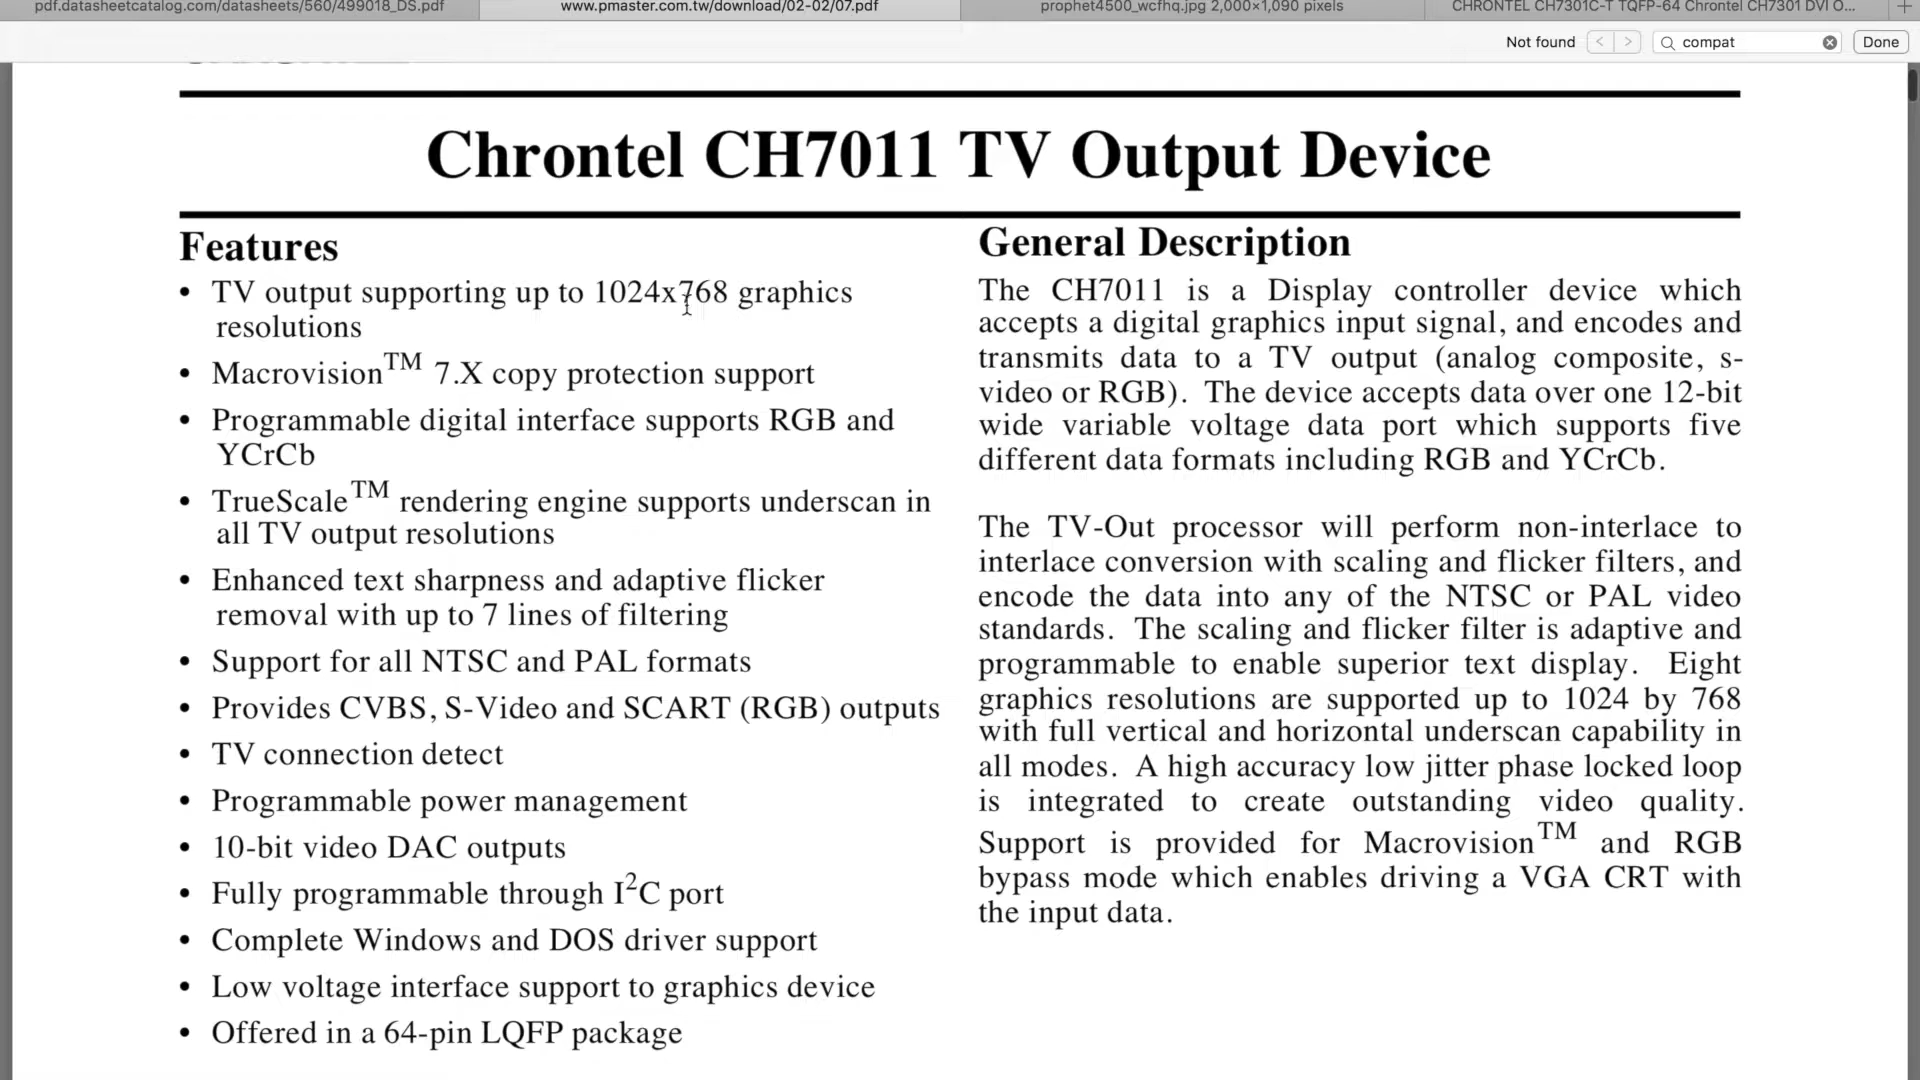 pdf.datasheetcatalog.com/datasheets/560/499018_DS.pdf
www.pmaster.com.tw/download/02-02/07.pdf
prophet4500_wcfhq.jpg 2,000×1,090 pixels
CHRONTEL CH7301C-T TQFP-64 Chrontel CH7301 DVI O...
Not found
compat
Done
Chrontel CH7011 TV Output Device
Features
• TV output supporting up to 1024x768 graphics
resolutions
• Macrovision™ 7.X copy protection support
• Programmable digital interface supports RGB and
YCrCb
• TrueScale™ rendering engine supports underscan in
all TV output resolutions
• Enhanced text sharpness and adaptive flicker
removal with up to 7 lines of filtering
• Support for all NTSC and PAL formats
• Provides CVBS, S-Video and SCART (RGB) outputs
• TV connection detect
• Programmable power management
• 10-bit video DAC outputs
• Fully programmable through I²C port
• Complete Windows and DOS driver support
• Low voltage interface support to graphics device
• Offered in a 64-pin LQFP package
General Description
The CH7011 is a Display controller device which
accepts a digital graphics input signal, and encodes and
transmits data to a TV output (analog composite, s-
video or RGB). The device accepts data over one 12-bit
wide variable voltage data port which supports five
different data formats including RGB and YCrCb.
The TV-Out processor will perform non-interlace to
interlace conversion with scaling and flicker filters, and
encode the data into any of the NTSC or PAL video
standards. The scaling and flicker filter is adaptive and
programmable to enable superior text display. Eight
graphics resolutions are supported up to 1024 by 768
with full vertical and horizontal underscan capability in
all modes. A high accuracy low jitter phase locked loop
is integrated to create outstanding video quality.
Support is provided for Macrovision™ and RGB
bypass mode which enables driving a VGA CRT with
the input data.